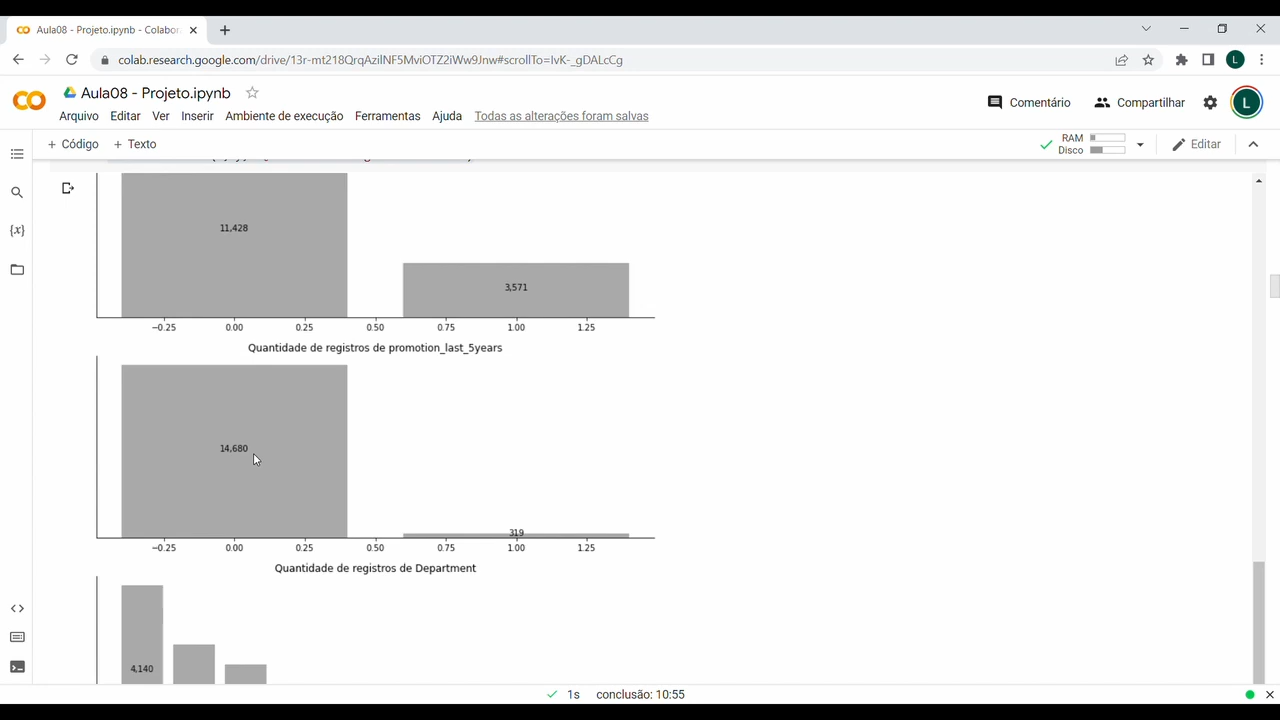 Aula08 - Projeto.ipynb - Colabor
colab.research.google.com/drive/13r-mt218QrqAzilNF5MviOTZ2iWw9Jnw#scrollTo=IvK-_gDALcCg
L
Aula08 - Projeto.ipynb
Arquivo Editar Ver Inserir Ambiente de execução Ferramentas Ajuda Todas as alterações foram salvas
Comentário Compartilhar L
+ Código + Texto
RAM
Disco
Editar
11,428
3,571
−0.25 0.00 0.25 0.50 0.75 1.00 1.25
Quantidade de registros de promotion_last_5years
14,680
319
−0.25 0.00 0.25 0.50 0.75 1.00 1.25
Quantidade de registros de Department
4,140
1s conclusão: 10:55